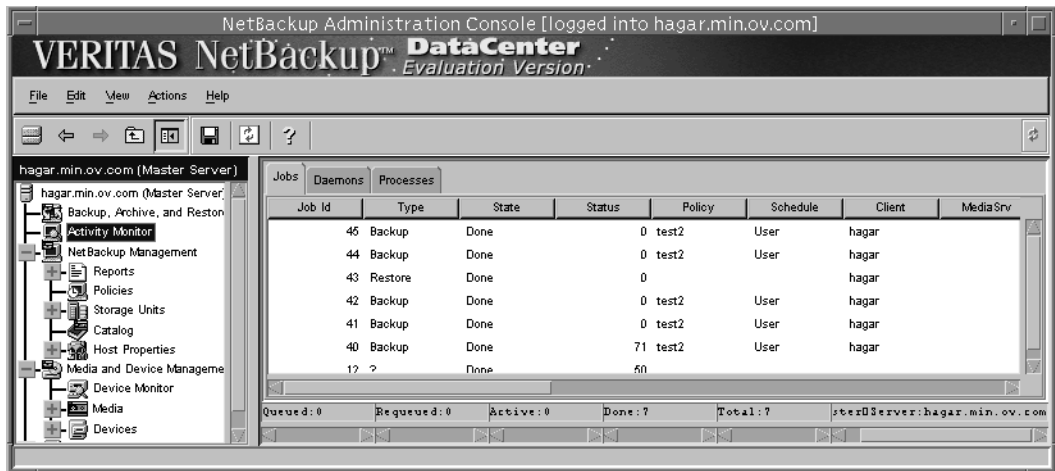 NetBackup Administration Console [logged into hagar.min.ov.com]
VERITAS NetBackup™ DataCenter
Evaluation Version
File Edit View Actions Help
hagar.min.ov.com (Master Server)
hagar.min.ov.com (Master Server)
Backup, Archive, and Restor
Activity Monitor
NetBackup Management
Reports
Policies
Storage Units
Catalog
Host Properties
Media and Device Manageme
Device Monitor
Media
Devices
Jobs Daemons Processes
Job Id Type State Status Policy Schedule Client MediaSrv
45 Backup Done 0 test2 User hagar
44 Backup Done 0 test2 User hagar
43 Restore Done 0 hagar
42 Backup Done 0 test2 User hagar
41 Backup Done 0 test2 User hagar
40 Backup Done 71 test2 User hagar
12 ? Done 50
Queued:0 Requeued:0 Active:0 Done:7 Total:7 ster▯Server:hagar.min.ov.com